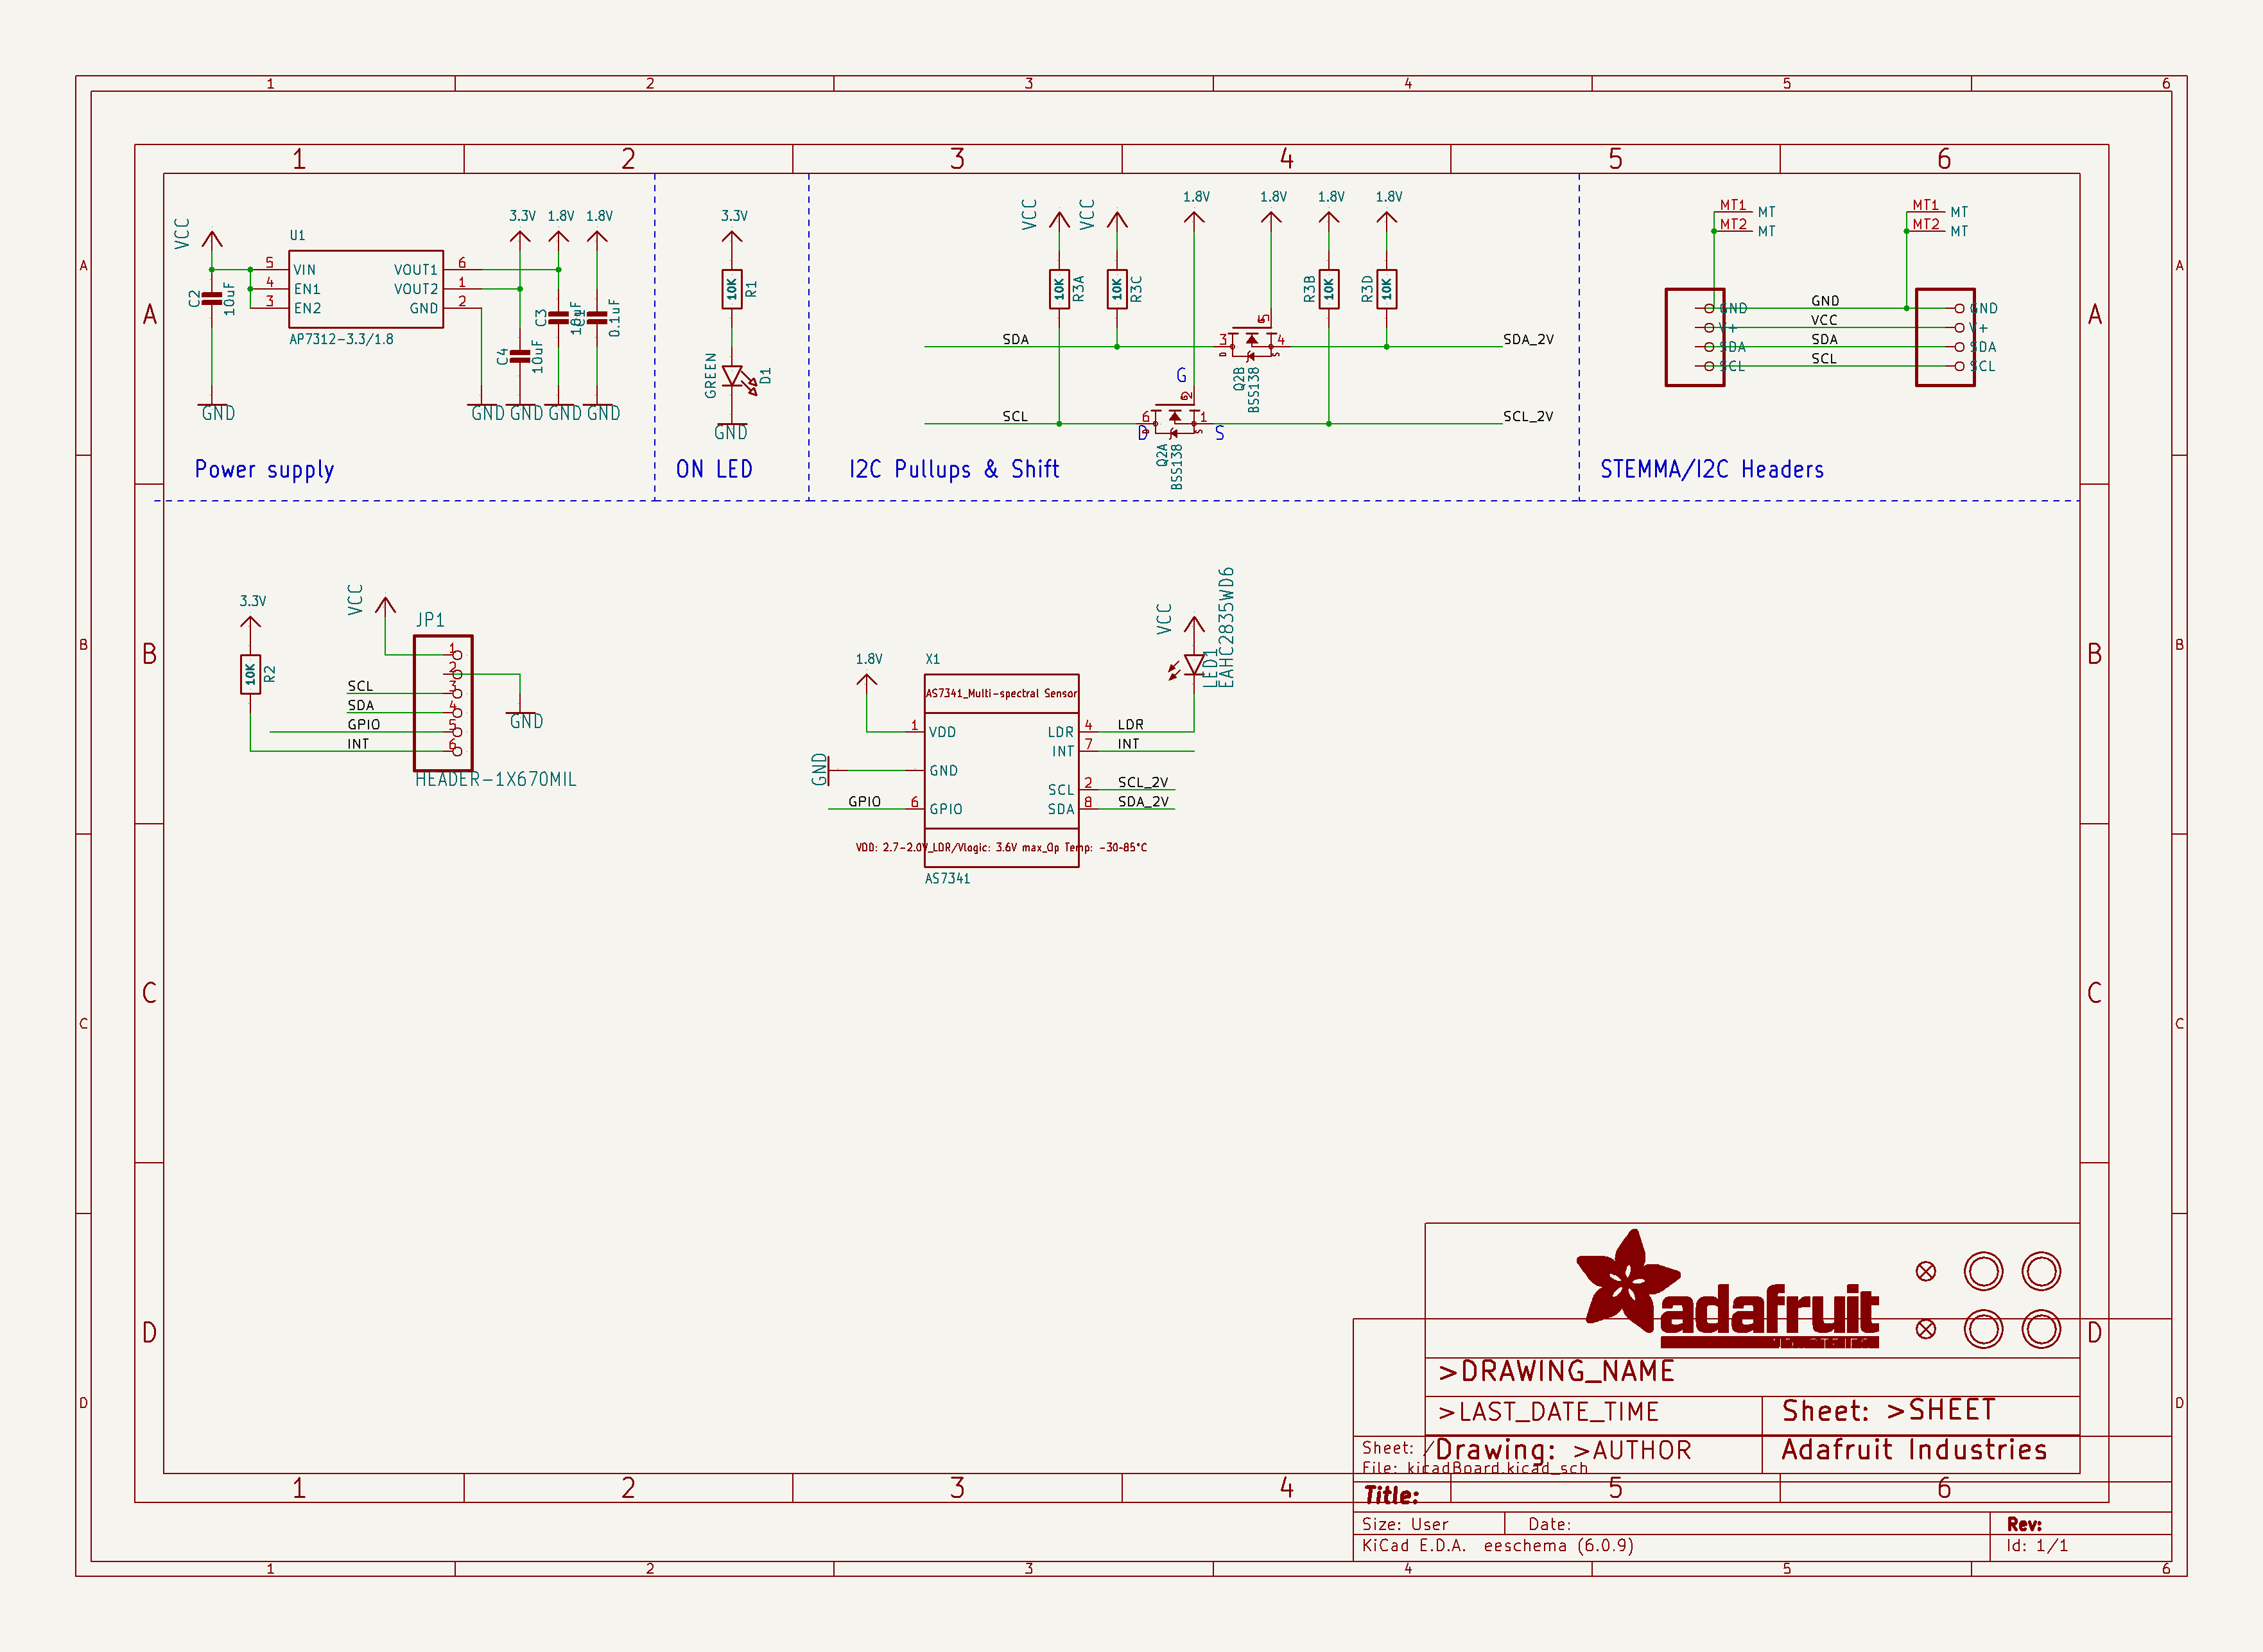 1 2 3 4 5 6
1 2 3 4 5 6
A A
A A
VCC
C2
10uF
GND
U1
5 VIN
4 EN1
3 EN2
VOUT1 6
VOUT2 1
GND 2
AP7312-3.3/1.8
3.3V 1.8V 1.8V
C4
10uF
C3
10uF
C1
0.1uF
GND GND GND GND
Power supply
3.3V
10K
R1
GREEN
D1
GND
ON LED
VCC VCC 1.8V 1.8V 1.8V 1.8V
10K R3A
10K R3C
R3B 10K
R3D 10K
SDA
3 D
5 G
4 S
SDA_2V
Q2B
BSS138
G
2 G
SCL
6 D
1 S
SCL_2V
D S
Q2A
BSS138
I2C Pullups & Shift
MT1 MT
MT2 MT
MT1 MT
MT2 MT
GND GND GND
V+ VCC V+
SDA SDA SDA
SCL SCL SCL
STEMMA/I2C Headers
B B
B B
3.3V
10K
R2
VCC
JP1
1
2
SCL 3
SDA 4
GPIO 5
INT 6
GND
HEADER-1X670MIL
1.8V
X1
AS7341_Multi-spectral Sensor
1 VDD
GND GND
GPIO 6 GPIO
LDR 4 LDR
INT 7 INT
SCL 2 SCL_2V
SDA 8 SDA_2V
VDD: 2.7-2.0V_LDR/Vlogic: 3.6V max_Op Temp: -30-85°C
AS7341
VCC
LED1
EAHC2835WD6
C C
C C
D D
D D
adafruit
>DRAWING_NAME
>LAST_DATE_TIME
Sheet: >SHEET
Drawing: >AUTHOR
Adafruit Industries
Sheet: /
File: kicadBoard.kicad_sch
Title:
Size: User
Date:
Rev:
KiCad E.D.A. eeschema (6.0.9)
Id: 1/1
1 2 3 4 5 6
1 2 3 4 5 6